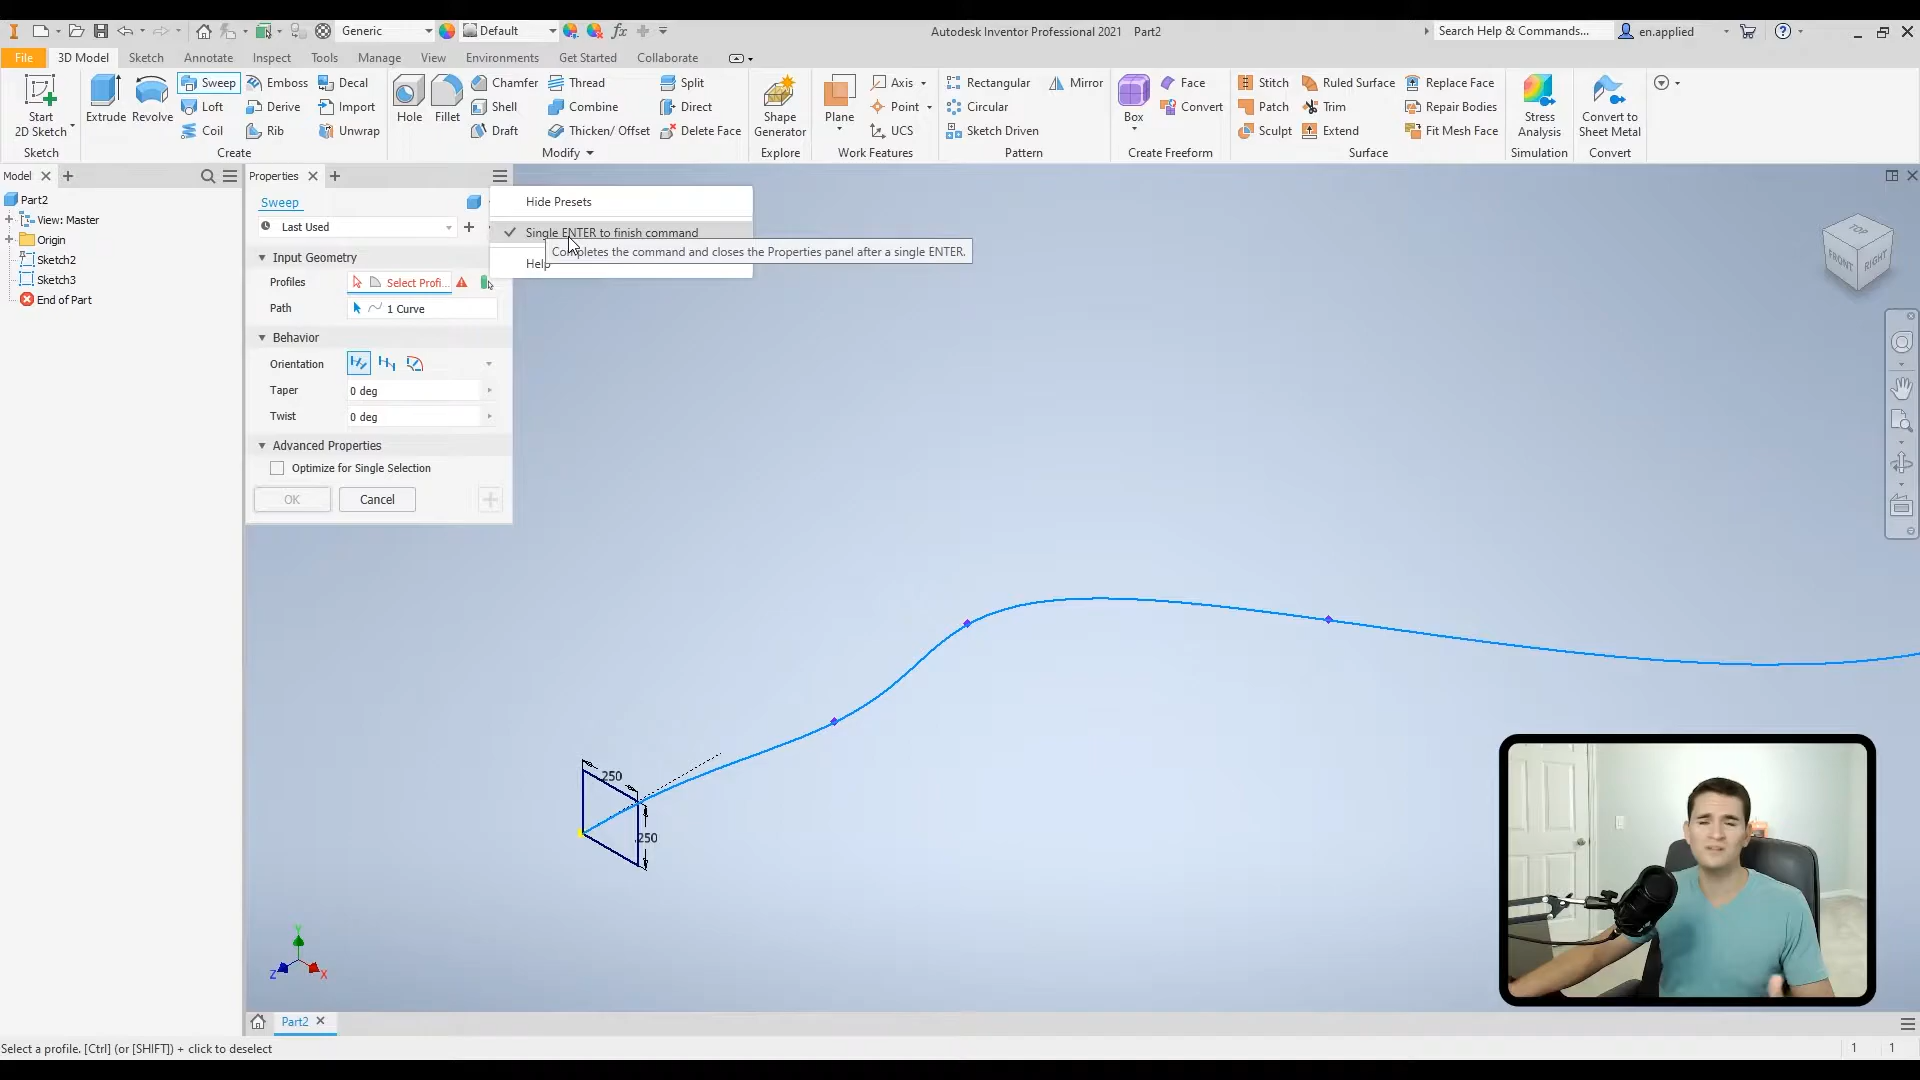 Generic
Default
Autodesk Inventor Professional 2021 Part2
Search Help & Commands...
en.applied
File 3D Model Sketch Annotate Inspect Tools Manage View Environments Get Started Collaborate
Start
2D Sketch
Sketch
Extrude Revolve
Sweep Emboss Decal
Loft Derive Import
Coil Rib Unwrap
Create
Hole Fillet
Chamfer Thread Split
Shell Combine Direct
Draft Thicken/ Offset Delete Face
Modify
Shape
Generator
Explore
Plane
Axis
Point
UCS
Work Features
Rectangular Mirror
Circular
Sketch Driven
Pattern
Box
Face
Convert
Create Freeform
Stitch Ruled Surface Replace Face
Patch Trim Repair Bodies
Sculpt Extend Fit Mesh Face
Surface
Stress
Analysis
Simulation
Convert to
Sheet Metal
Convert
Model
Part2
View: Master
Origin
Sketch2
Sketch3
End of Part
Properties
Sweep
Last Used
Input Geometry
Profiles Select Profi...
Path 1 Curve
Behavior
Orientation
Taper 0 deg
Twist 0 deg
Advanced Properties
Optimize for Single Selection
OK Cancel
Hide Presets
Single ENTER to finish command
Completes the command and closes the Properties panel after a single ENTER.
Help
TOP
FRONT RIGHT
.250
.250
Y
Z X
Part2
Select a profile. [Ctrl] (or [SHIFT]) + click to deselect
1 1